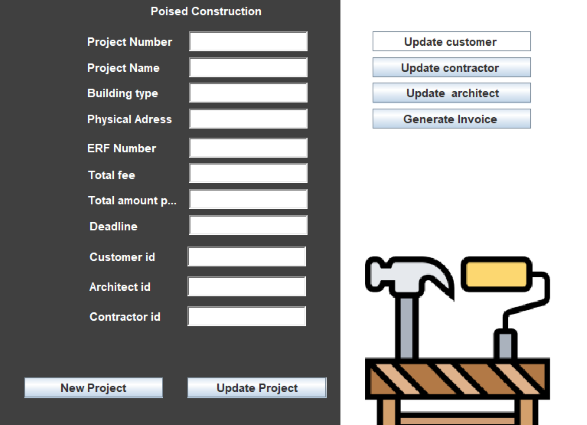 Poised Construction
Project Number
Project Name
Building type
Physical Adress
ERF Number
Total fee
Total amount p...
Deadline
Customer id
Architect id
Contractor id
New Project
Update Project
Update customer
Update contractor
Update architect
Generate Invoice